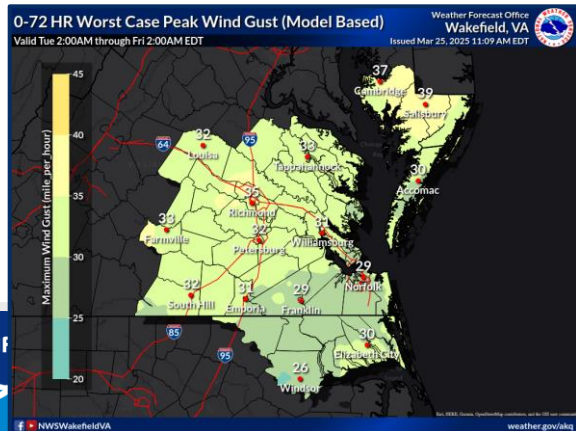 0-72 HR Worst Case Peak Wind Gust (Model Based)
Valid Tue 2:00AM through Fri 2:00AM EDT
Weather Forecast Office
Wakefield, VA
Issued Mar 25, 2025 11:09 AM EDT
Maximum Wind Gust (mile_per_hour)
45
40
35
30
25
20
37
Cambridge
39
Salisbury
64
32
Louisa
95
33
Tappahannock
30
Accomac
35
Richmond
33
Farmville
32
Petersburg
31
Williamsburg
29
Norfolk
32
South Hill
31
Emporia
29
Franklin
85
95
30
Elizabeth City
26
Windsor
NWSWakefieldVA
weather.gov/akq